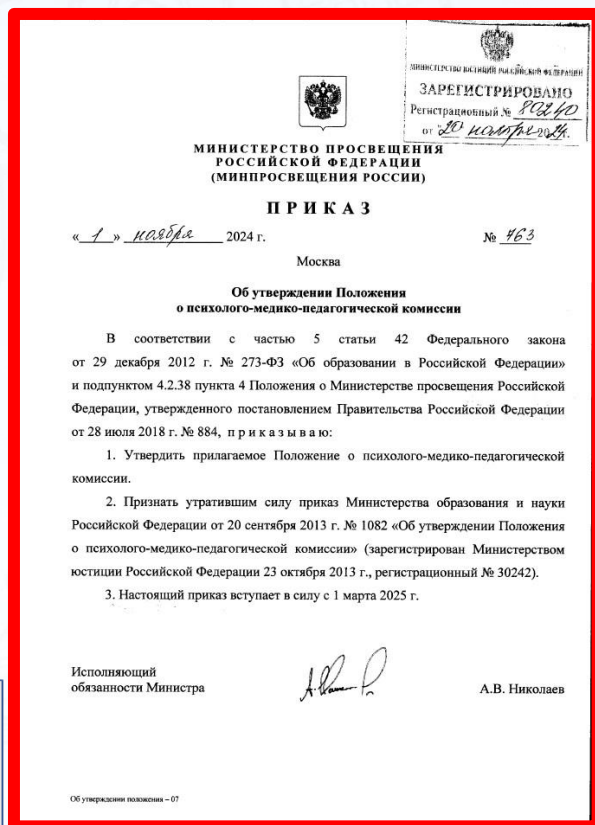 МИНИСТЕРСТВО ЮСТИЦИИ РОССИЙСКОЙ ФЕДЕРАЦИИ
ЗАРЕГИСТРИРОВАНО
Регистрационный № 80240
от "20" ноября 2024.
МИНИСТЕРСТВО ПРОСВЕЩЕНИЯ
РОССИЙСКОЙ ФЕДЕРАЦИИ
(МИНПРОСВЕЩЕНИЯ РОССИИ)
ПРИКАЗ
« 1 » ноября 2024 г.
№ 763
Москва
Об утверждении Положения
о психолого-медико-педагогической комиссии
В соответствии с частью 5 статьи 42 Федерального закона
от 29 декабря 2012 г. № 273-ФЗ «Об образовании в Российской Федерации»
и подпунктом 4.2.38 пункта 4 Положения о Министерстве просвещения Российской
Федерации, утвержденного постановлением Правительства Российской Федерации
от 28 июля 2018 г. № 884, п р и к а з ы в а ю:
1. Утвердить прилагаемое Положение о психолого-медико-педагогической
комиссии.
2. Признать утратившим силу приказ Министерства образования и науки
Российской Федерации от 20 сентября 2013 г. № 1082 «Об утверждении Положения
о психолого-медико-педагогической комиссии» (зарегистрирован Министерством
юстиции Российской Федерации 23 октября 2013 г., регистрационный № 30242).
3. Настоящий приказ вступает в силу с 1 марта 2025 г.
Исполняющий
обязанности Министра
А.В. Николаев
Об утверждении положения – 07